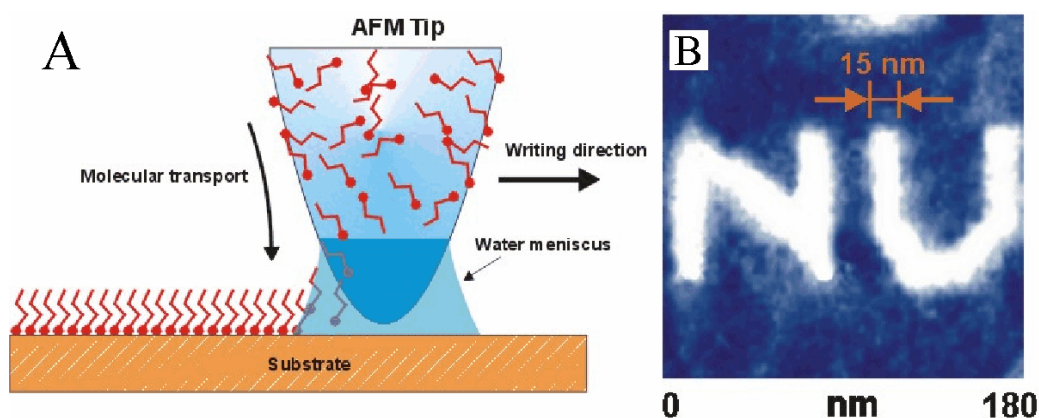 A
AFM Tip
Molecular transport
Writing direction
Water meniscus
Substrate
B
15 nm
NU
0 nm 180